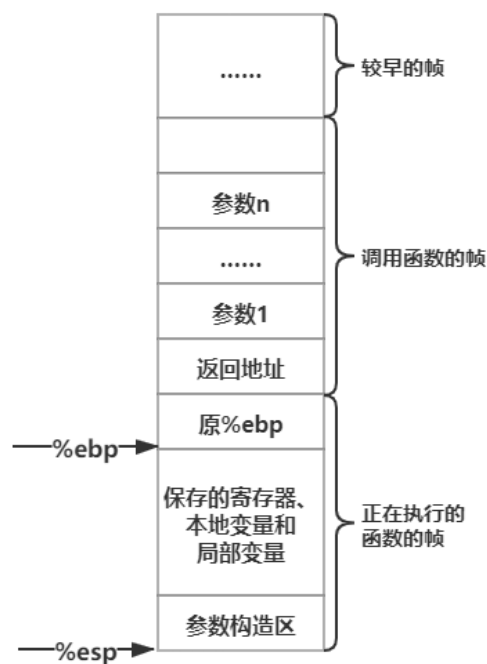 ……
较早的帧
参数n
……
调用函数的帧
参数1
返回地址
原%ebp
%ebp
保存的寄存器、
本地变量和
局部变量
正在执行的
函数的帧
参数构造区
%esp